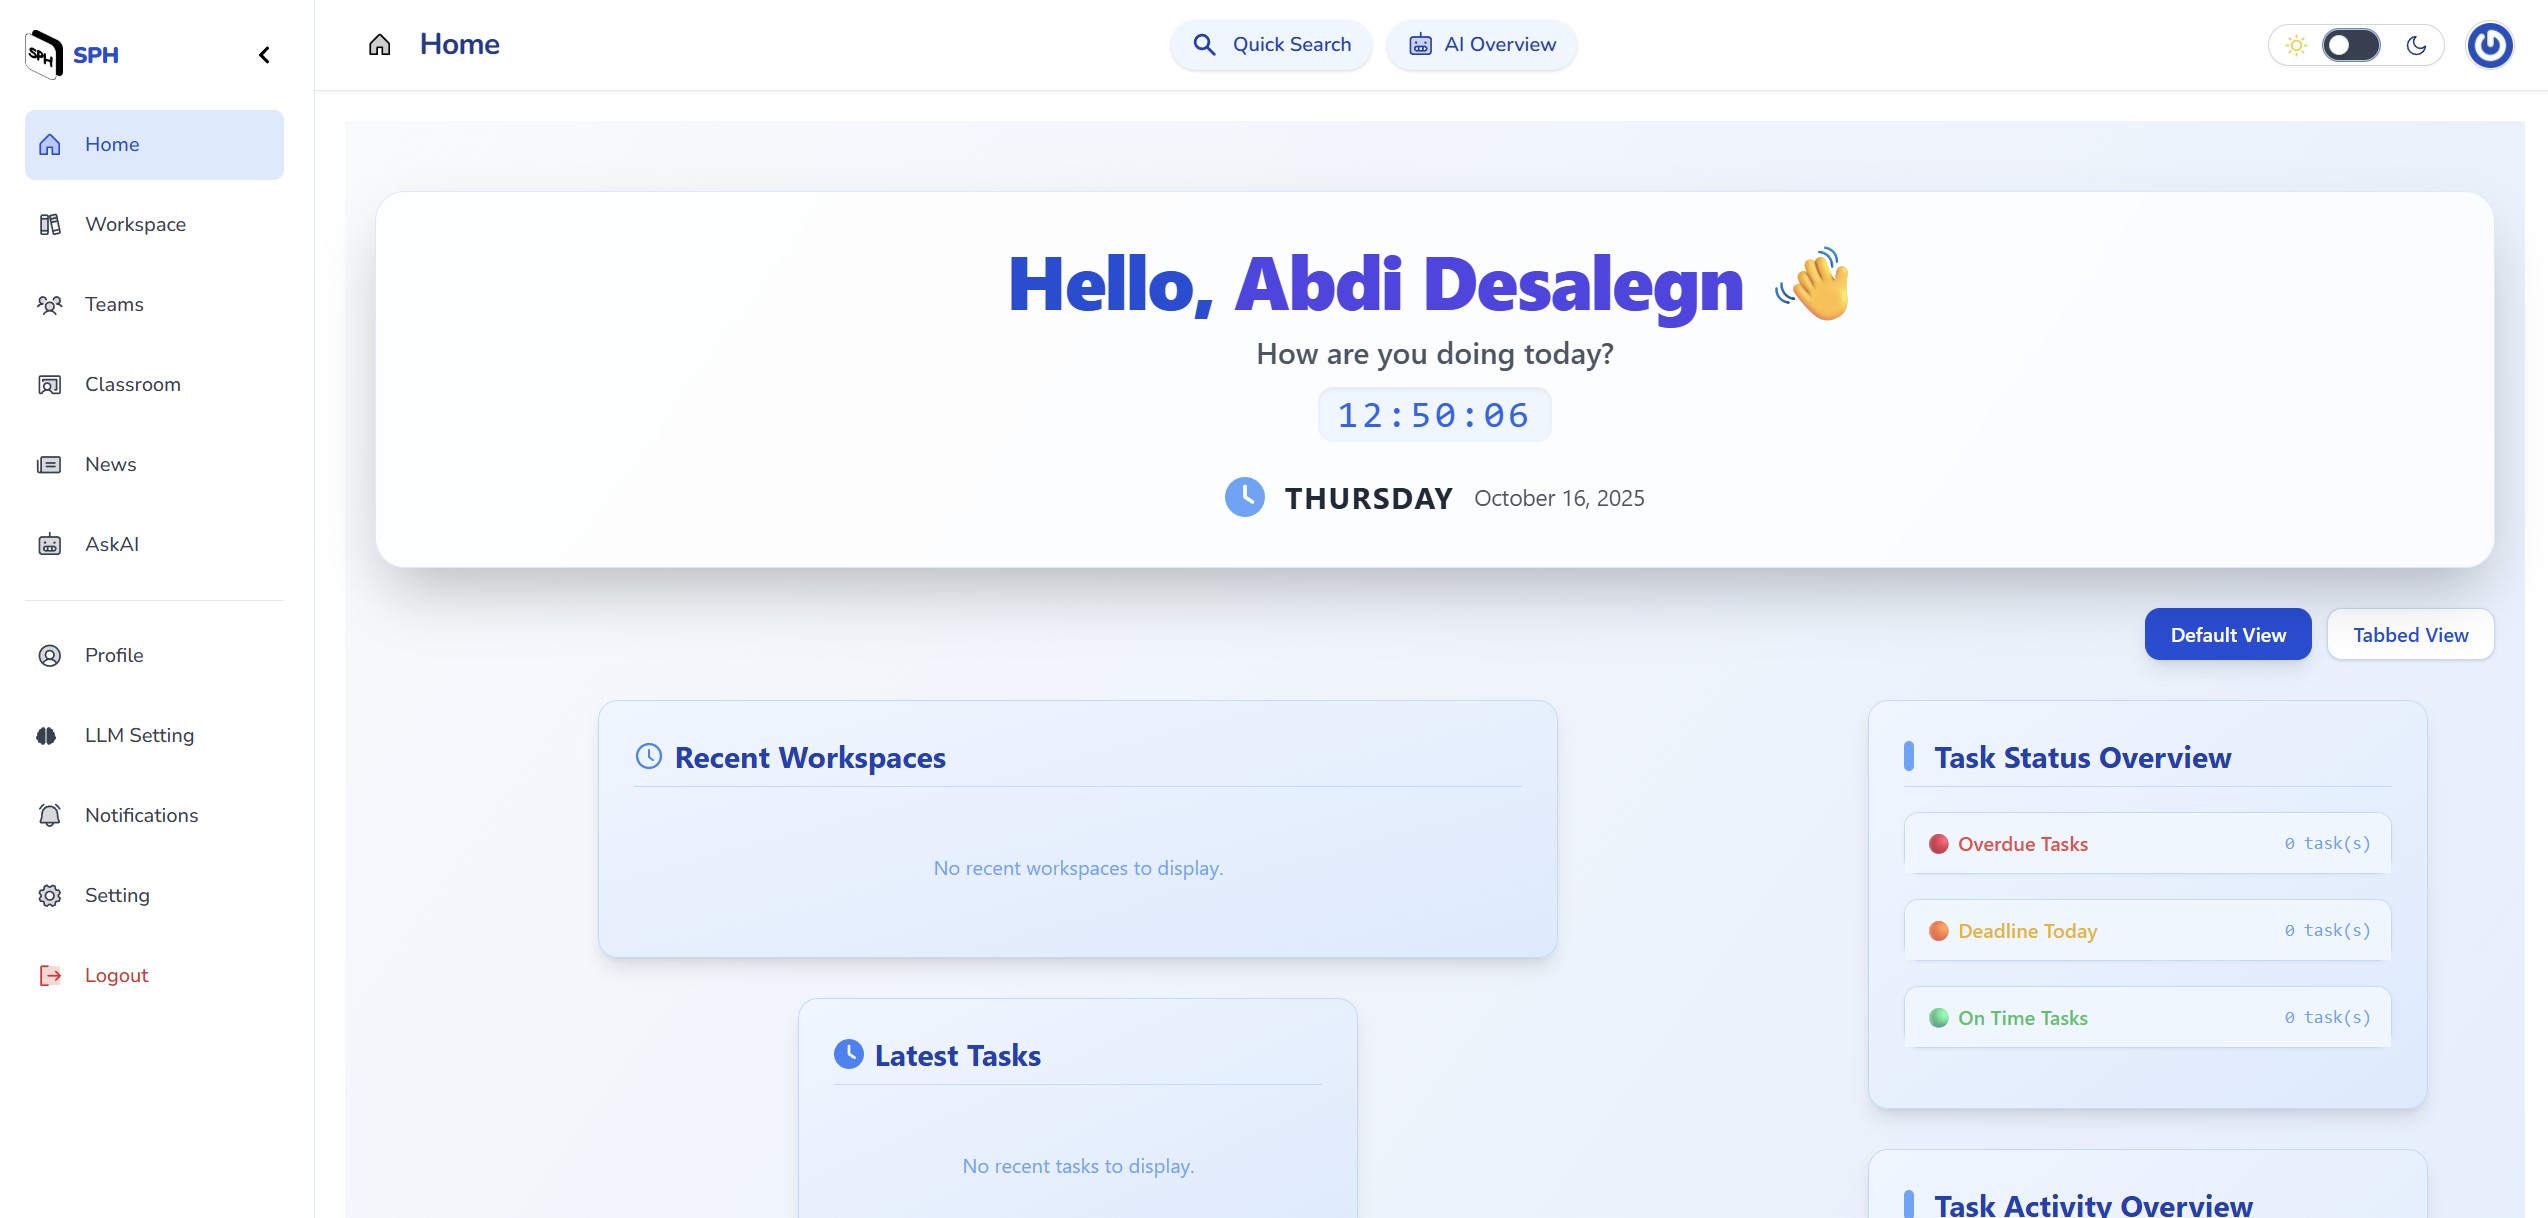 SPH
SPH
Home
Workspace
Teams
Classroom
News
AskAI
Profile
LLM Setting
Notifications
Setting
Logout
Home
Quick Search
AI Overview
Hello, Abdi Desalegn 👋
How are you doing today?
12:50:06
THURSDAY October 16, 2025
Default View
Tabbed View
Recent Workspaces
No recent workspaces to display.
Latest Tasks
No recent tasks to display.
Task Status Overview
Overdue Tasks 0 task(s)
Deadline Today 0 task(s)
On Time Tasks 0 task(s)
Task Activity Overview